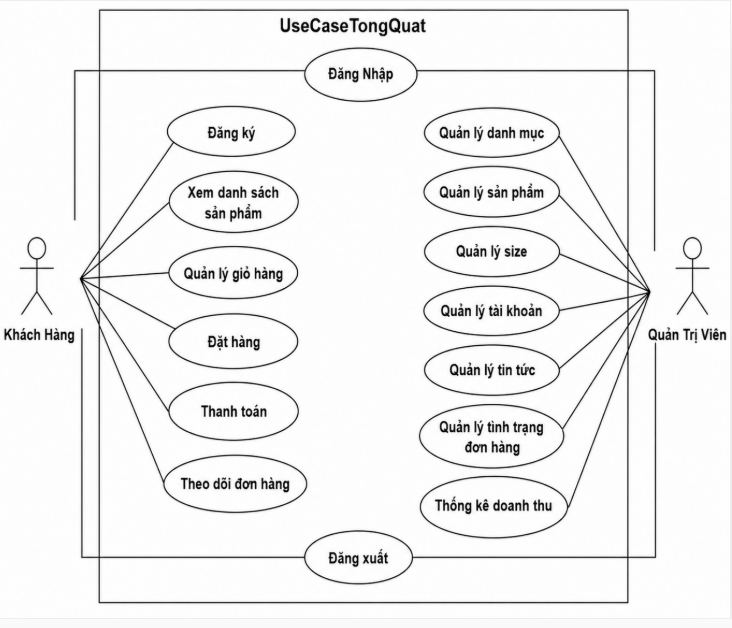 UseCaseTongQuat
Đăng Nhập
Đăng ký
Xem danh sách
sản phẩm
Quản lý giỏ hàng
Đặt hàng
Thanh toán
Theo dõi đơn hàng
Quản lý danh mục
Quản lý sản phẩm
Quản lý size
Quản lý tài khoản
Quản lý tin tức
Quản lý tình trạng
đơn hàng
Thống kê doanh thu
Khách Hàng
Quản Trị Viên
Đăng xuất